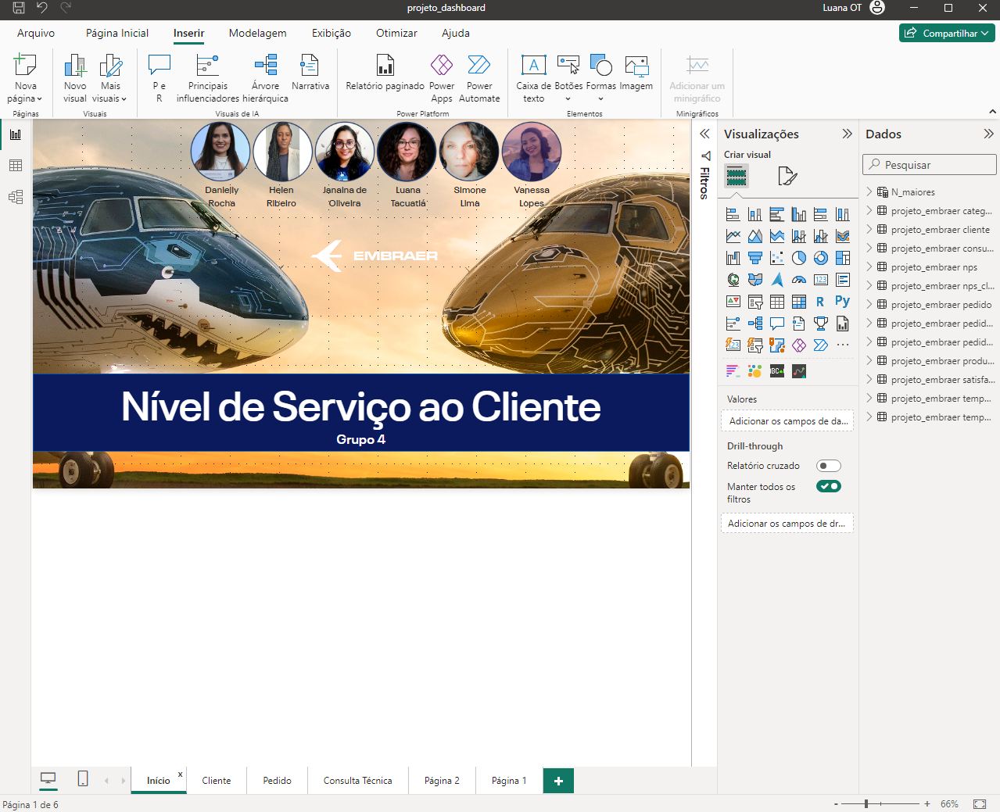 projeto_dashboard
Luana OT
Arquivo
Página Inicial
Inserir
Modelagem
Exibição
Otimizar
Ajuda
Compartilhar
Nova página
Novo visual
Mais visuais
P e R
Principais influenciadores
Árvore hierárquica
Narrativa
Relatório paginado
Power Apps
Power Automate
Caixa de texto
Botões
Formas
Imagem
Adicionar um minigráfico
Páginas
Visuais
Visuais de IA
Power Platform
Elementos
Minigráficos
Danielly Rocha
Helen Ribeiro
Janaína de Oliveira
Luana Tacuatiá
Simone Lima
Vanessa Lopes
EMBRAER
Nível de Serviço ao Cliente
Grupo 4
Filtros
Visualizações
Criar visual
123
R
Py
123
Valores
Adicionar os campos de da...
Drill-through
Relatório cruzado
Manter todos os filtros
Adicionar os campos de dr...
Dados
Pesquisar
N_maiores
projeto_embraer categ...
projeto_embraer cliente
projeto_embraer consu...
projeto_embraer nps
projeto_embraer nps_cl...
projeto_embraer pedido
projeto_embraer pedid...
projeto_embraer pedid...
projeto_embraer produ...
projeto_embraer satisfa...
projeto_embraer temp...
projeto_embraer temp...
Início
x
Cliente
Pedido
Consulta Técnica
Página 2
Página 1
+
Página 1 de 6
-
+
66%